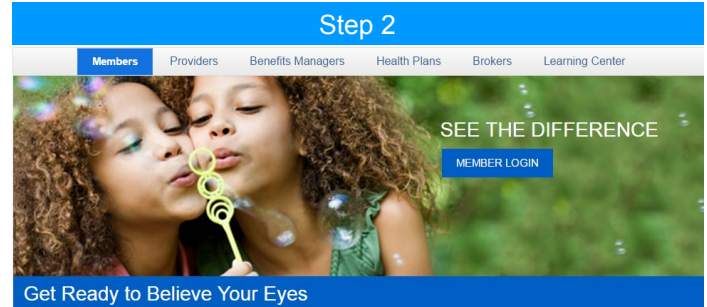 Step 2
Members Providers Benefits Managers Health Plans Brokers Learning Center
SEE THE DIFFERENCE
MEMBER LOGIN
Get Ready to Believe Your Eyes